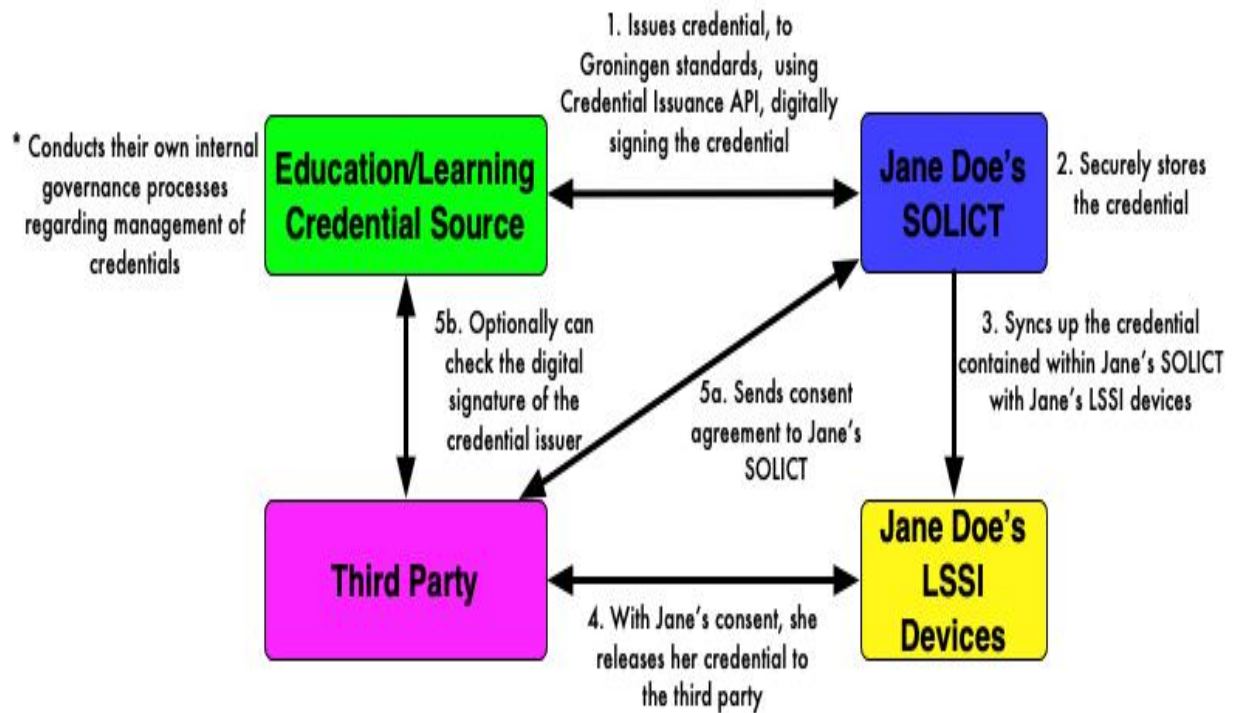 1. Issues credential, to
Groningen standards, using
Credential Issuance API, digitally
signing the credential
* Conducts their own internal
governance processes
regarding management of
credentials
Education/Learning
Credential Source
Jane Doe's
SOLICT
2. Securely stores
the credential
5b. Optionally can
check the digital
signature of the
credential issuer
5a. Sends consent
agreement to Jane's
SOLICT
3. Syncs up the credential
contained within Jane's SOLICT
with Jane's LSSI devices
Third Party
4. With Jane's consent, she
releases her credential to
the third party
Jane Doe's
LSSI
Devices